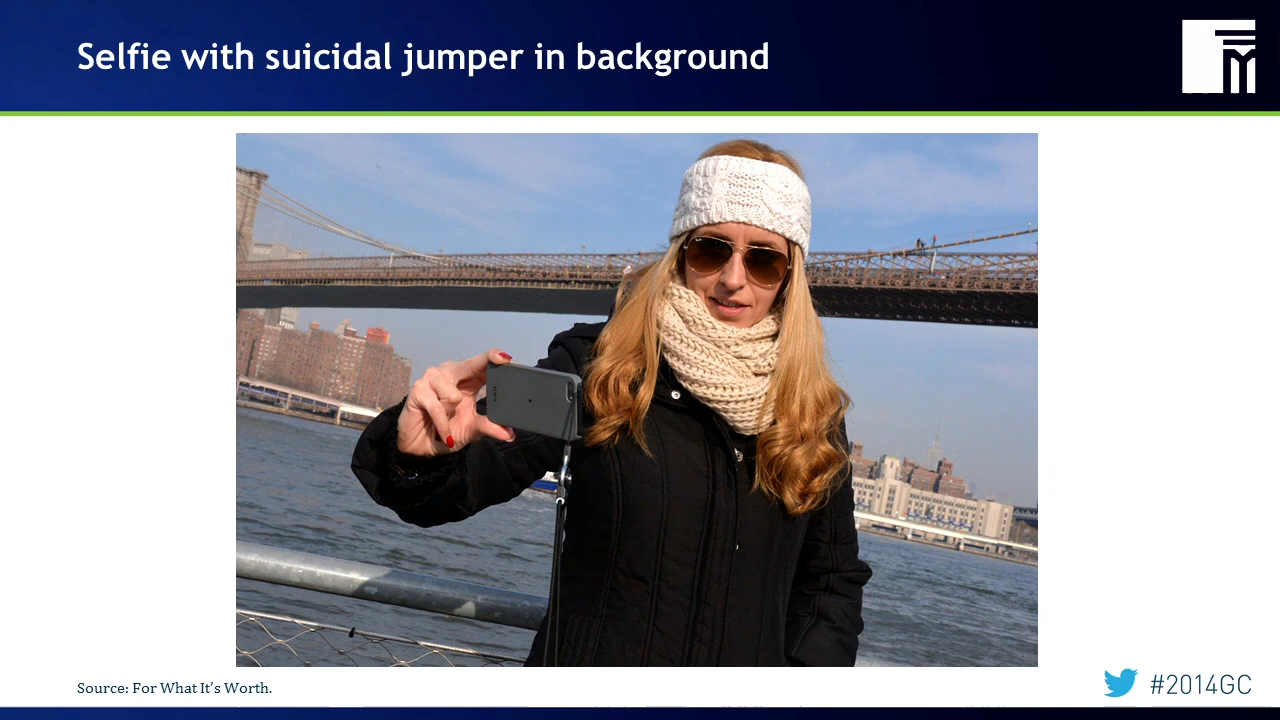 Selfie with suicidal jumper in background
Source: For What It's Worth.
#2014GC